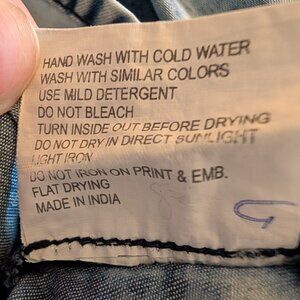 HAND WASH WITH COLD WATER
WASH WITH SIMILAR COLORS
USE MILD DETERGENT
DO NOT BLEACH
TURN INSIDE OUT BEFORE DRYING
DO NOT DRY IN DIRECT SUNLIGHT
LIGHT IRON
DO NOT IRON ON PRINT & EMB.
FLAT DRYING
MADE IN INDIA